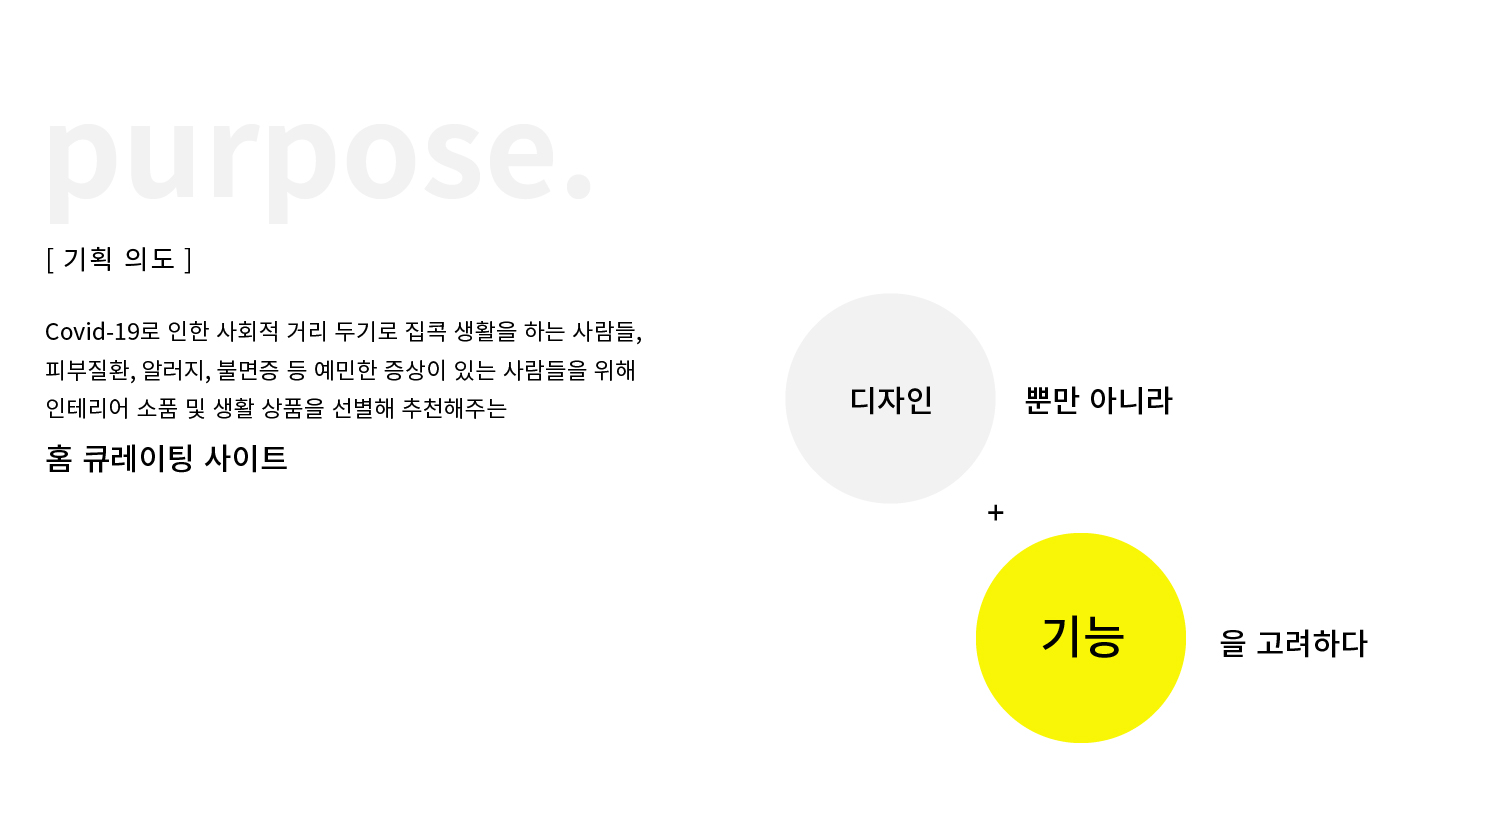 purpose.
[ 기획 의도 ]
Covid-19로 인한 사회적 거리 두기로 집콕 생활을 하는 사람들,
피부질환, 알러지, 불면증 등 예민한 증상이 있는 사람들을 위해
인테리어 소품 및 생활 상품을 선별해 추천해주는
홈 큐레이팅 사이트
디자인 뿐만 아니라
+
기능 을 고려하다